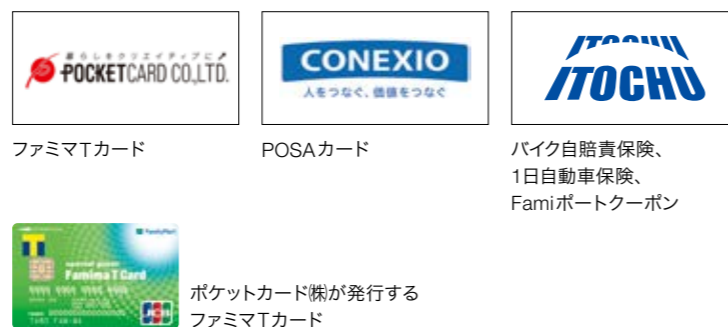 暮らしをクリエイティブに
POCKETCARD CO.,LTD.
CONEXIO
人をつなぐ、価値をつなぐ
ITOCHU
ITOCHU
ファミマTカード
POSAカード
バイク自賠責保険、
1日自動車保険、
Famiポートクーポン
T
FamilyMart
Famima T Card
JCB
ポケットカード㈱が発行する
ファミマTカード